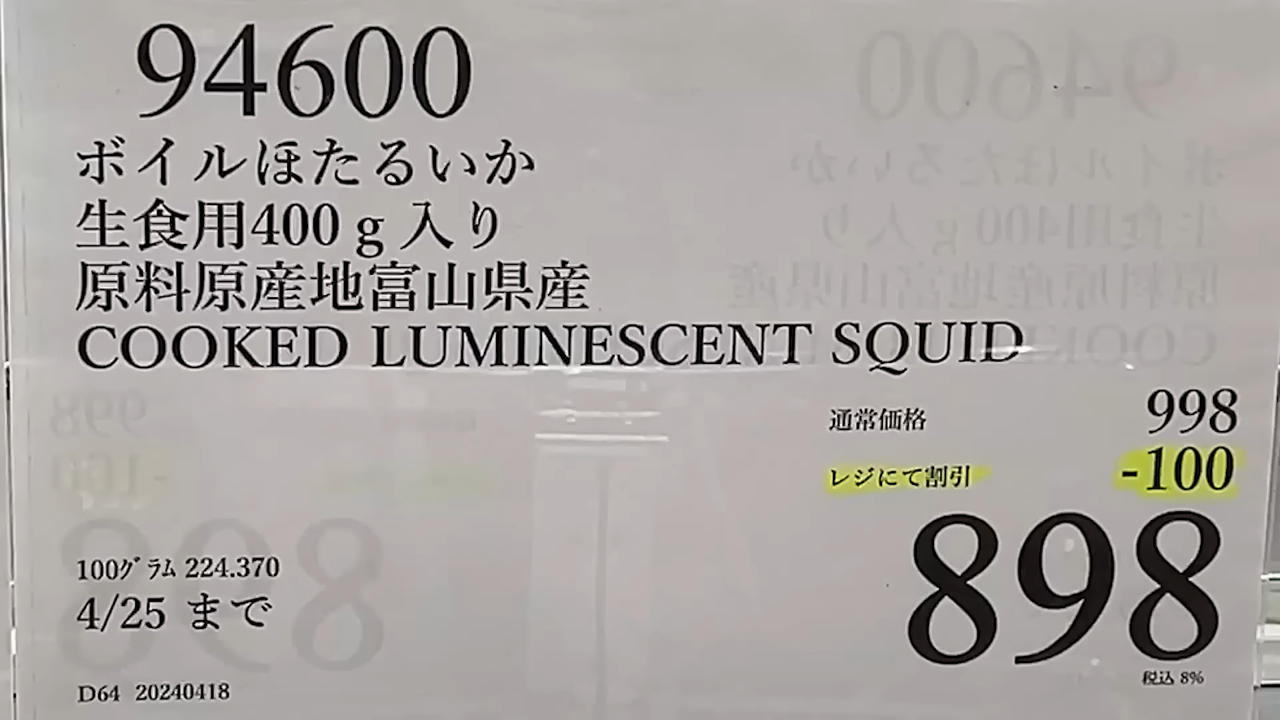 94600
ボイルほたるいか
生食用400ｇ入り
原料原産地富山県産
COOKED LUMINESCENT SQUID
通常価格 998
レジにて割引 -100
898
税込 8%
100ｸﾞﾗﾑ 224.370
4/25 まで
D64 20240418